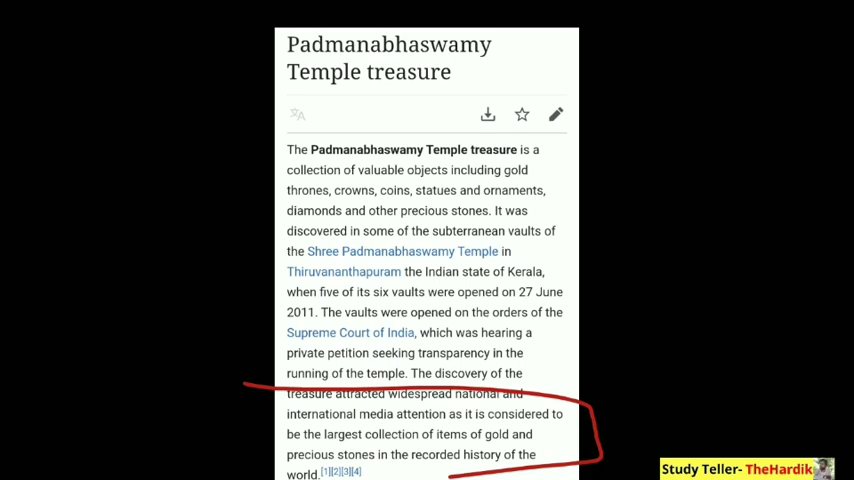 Padmanabhaswamy
Temple treasure
The Padmanabhaswamy Temple treasure is a
collection of valuable objects including gold
thrones, crowns, coins, statues and ornaments,
diamonds and other precious stones. It was
discovered in some of the subterranean vaults of
the Shree Padmanabhaswamy Temple in
Thiruvananthapuram the Indian state of Kerala,
when five of its six vaults were opened on 27 June
2011. The vaults were opened on the orders of the
Supreme Court of India, which was hearing a
private petition seeking transparency in the
running of the temple. The discovery of the
treasure attracted widespread national and
international media attention as it is considered to
be the largest collection of items of gold and
precious stones in the recorded history of the
world.[1][2][3][4]
Study Teller- TheHardik